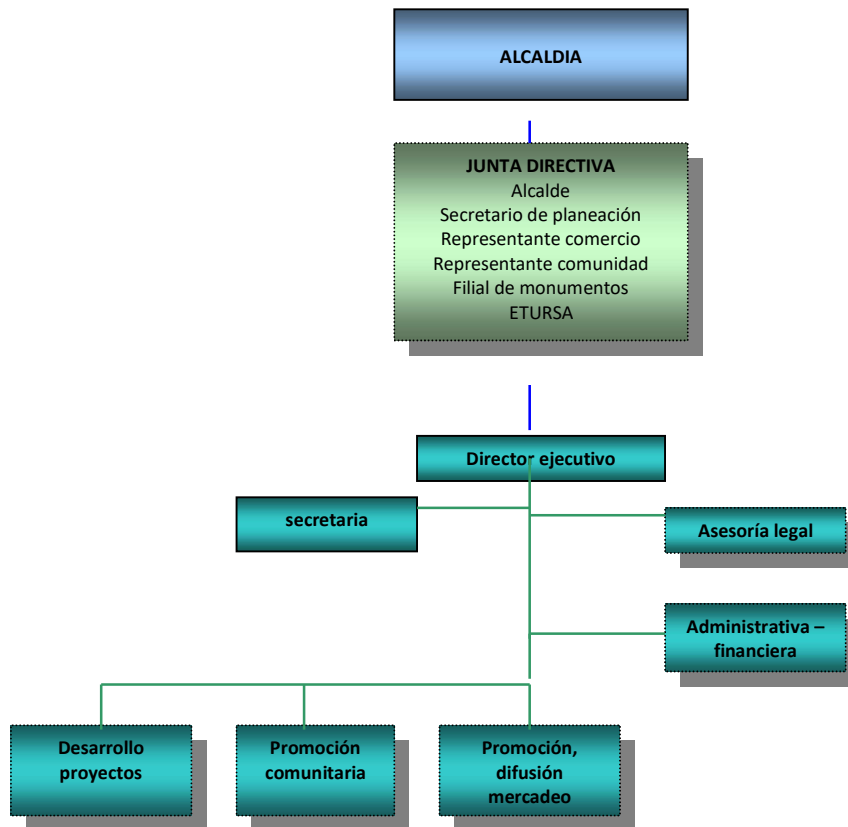 ALCALDIA
JUNTA DIRECTIVA
Alcalde
Secretario de planeación
Representante comercio
Representante comunidad
Filial de monumentos
ETURSA
Director ejecutivo
secretaria
Asesoría legal
Administrativa –
financiera
Desarrollo
proyectos
Promoción
comunitaria
Promoción,
difusión
mercadeo